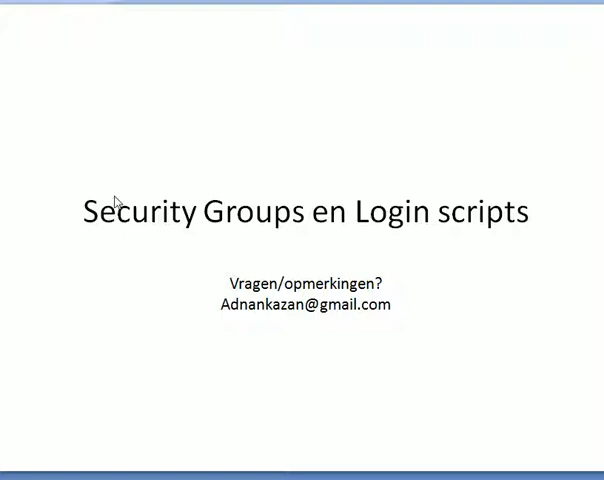 Security Groups en Login scripts
Vragen/opmerkingen?
Adnankazan@gmail.com